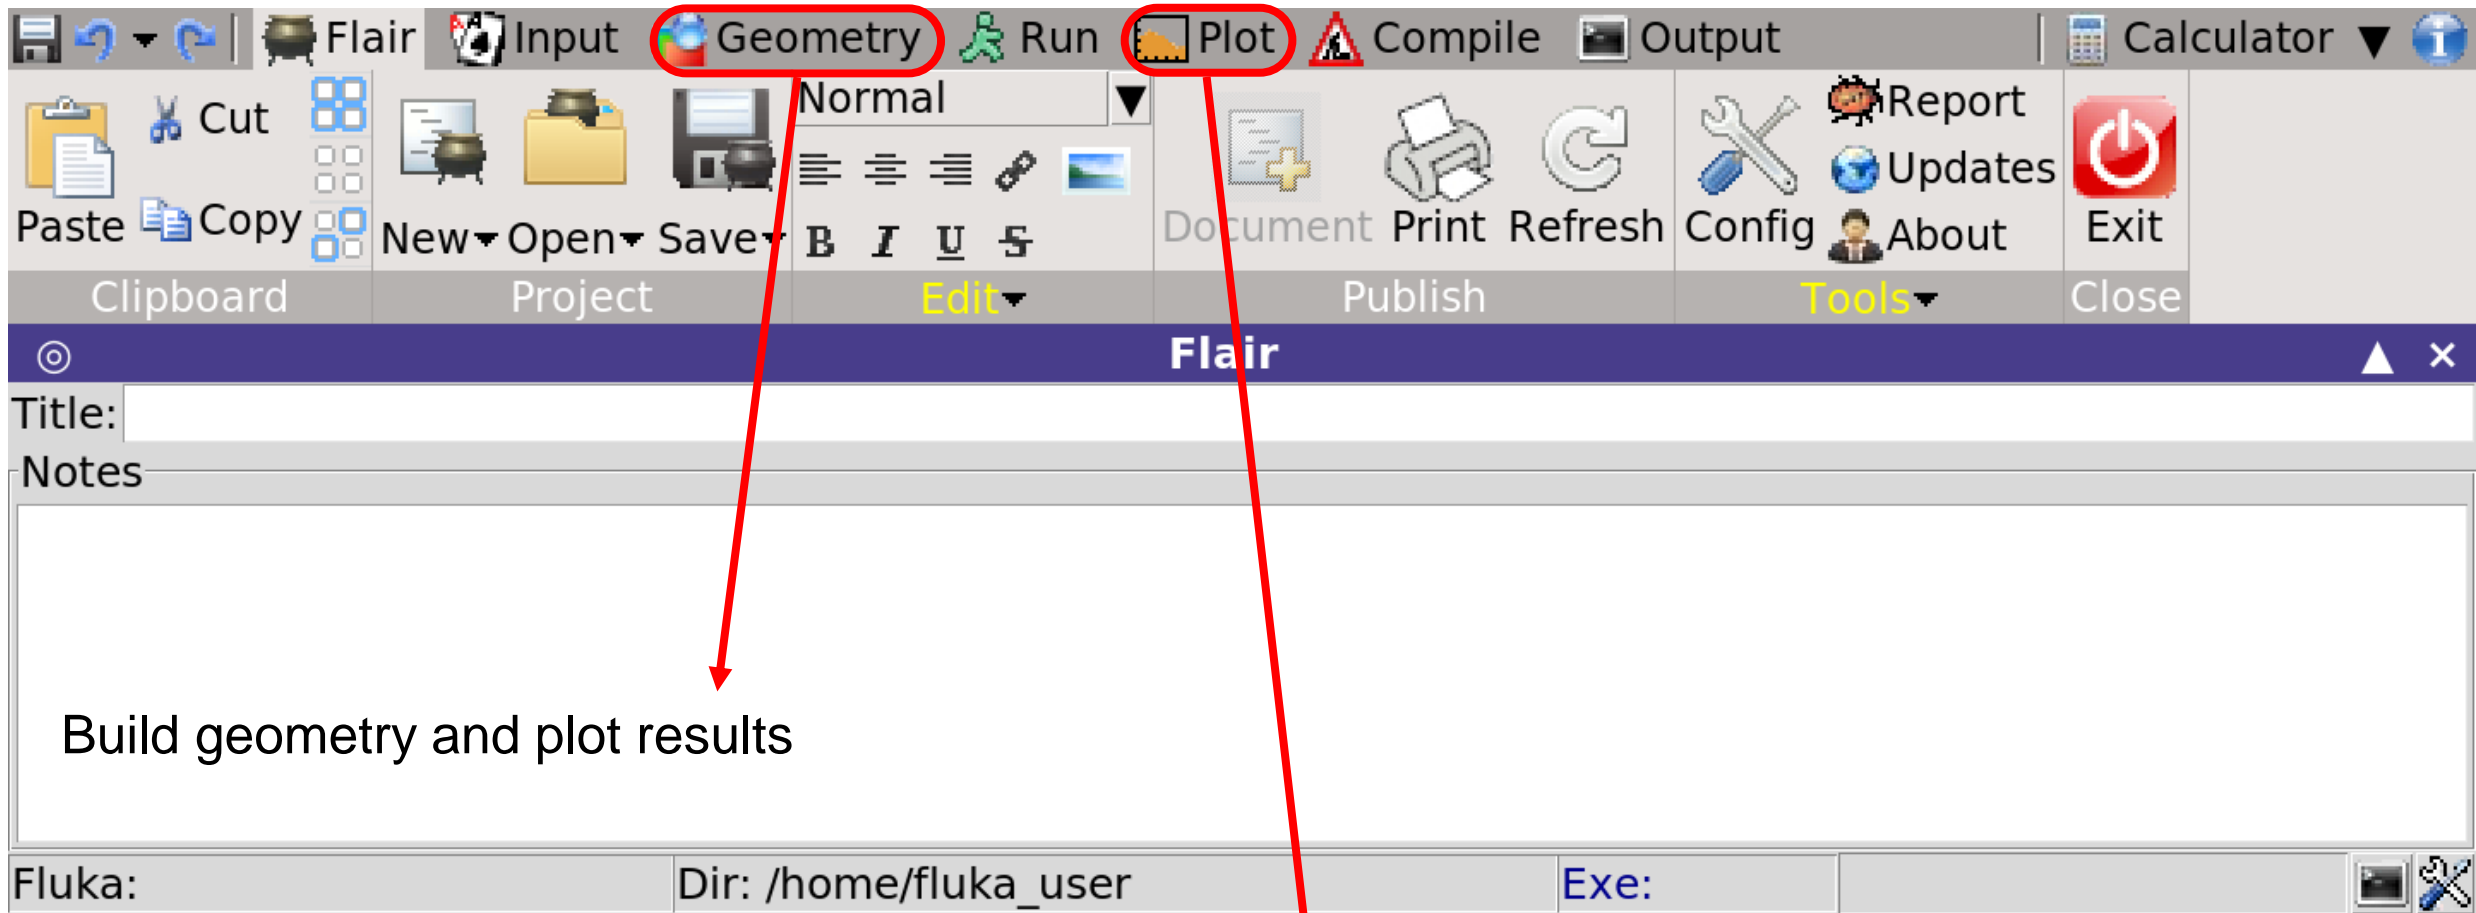 Flair Input Geometry Run Plot Compile Output Calculator
Cut Normal Report
Updates
Paste Copy New Open Save B I U S Document Print Refresh Config About Exit
Clipboard Project Edit Publish Tools Close
Flair
Title:
Notes
Build geometry and plot results
Fluka: Dir: /home/fluka_user Exe: